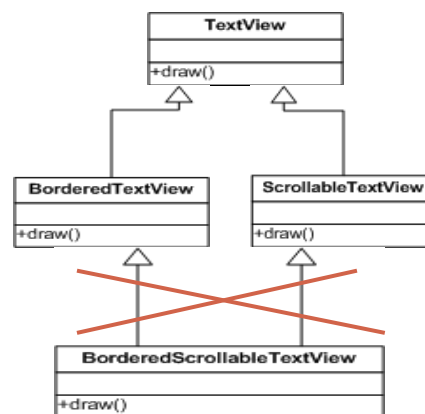 TextView
+draw()
BorderedTextView
ScrollableTextView
+draw()
+draw()
BorderedScrollableTextView
+draw()